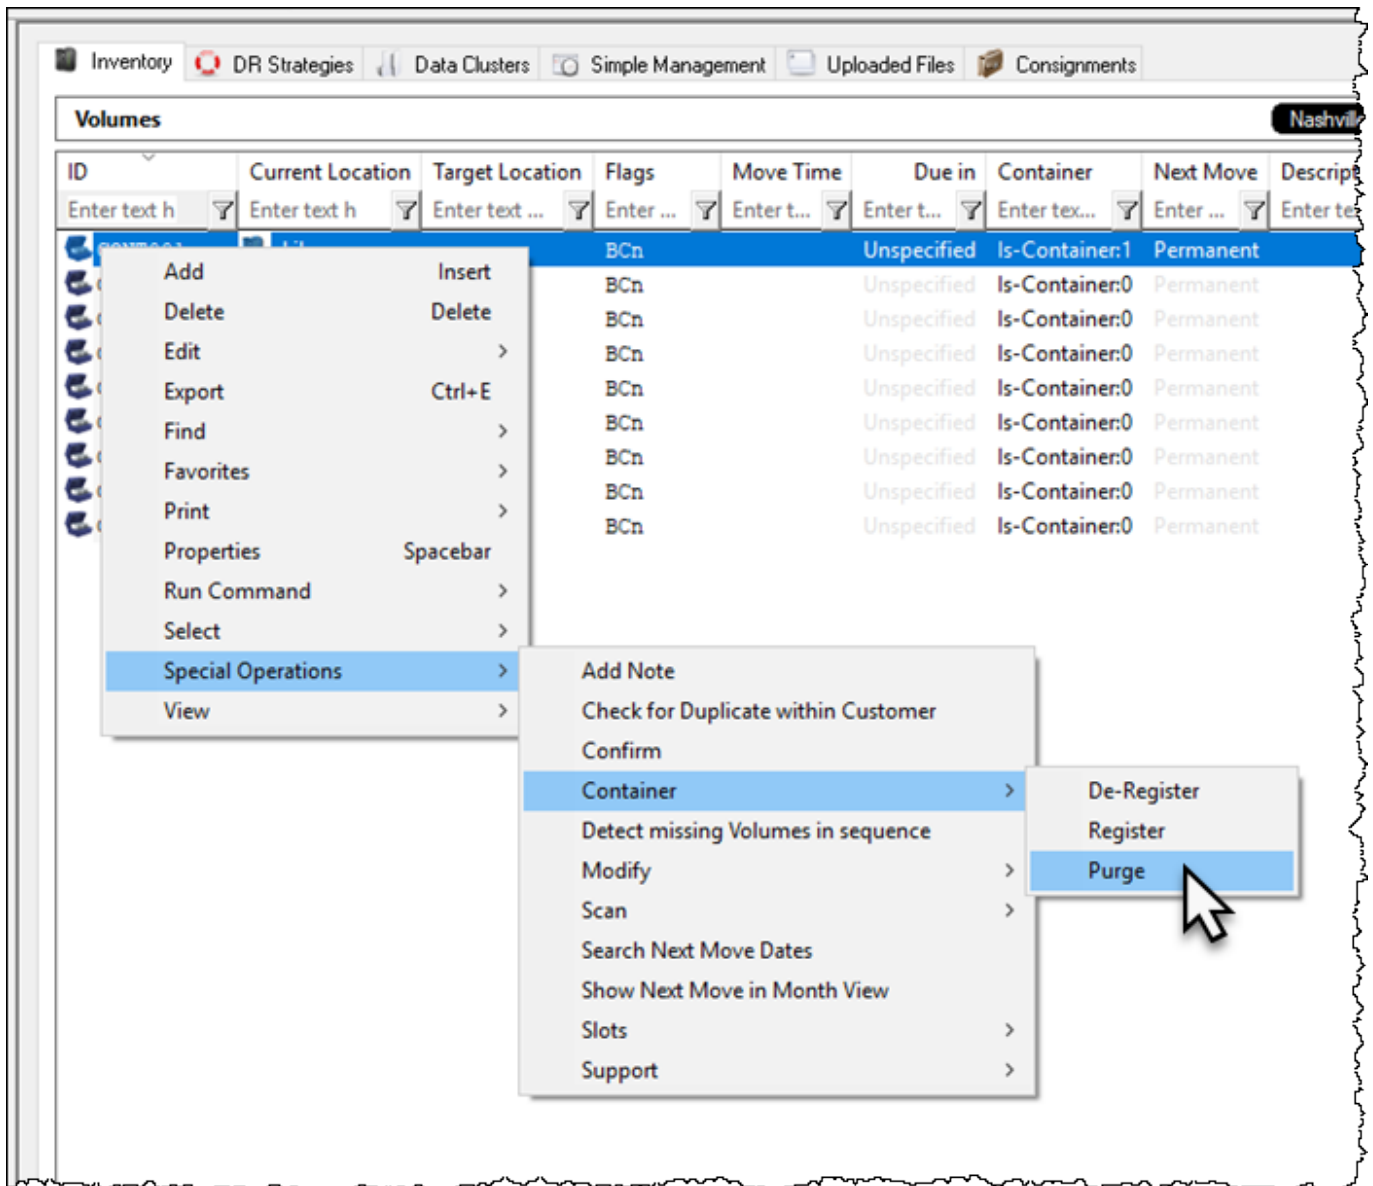 Inventory DR Strategies Data Clusters Simple Management Uploaded Files Consignments
Volumes
ID Current Location Target Location Flags Move Time Due in Container Next Move
Enter text h Enter text h Enter text ... Enter ... Enter t... Enter t... Enter tex... Enter ...
BCn Unspecified Is-Container:1 Permanent
BCn Unspecified Is-Container:0 Permanent
BCn Unspecified Is-Container:0 Permanent
BCn Unspecified Is-Container:0 Permanent
BCn Unspecified Is-Container:0 Permanent
BCn Unspecified Is-Container:0 Permanent
BCn Unspecified Is-Container:0 Permanent
BCn Unspecified Is-Container:0 Permanent
BCn Unspecified Is-Container:0 Permanent
Add Insert
Delete Delete
Edit
Export Ctrl+E
Find
Favorites
Print
Properties Spacebar
Run Command
Select
Special Operations
View
Add Note
Check for Duplicate within Customer
Confirm
Container
Detect missing Volumes in sequence
Modify
Scan
Search Next Move Dates
Show Next Move in Month View
Slots
Support
De-Register
Register
Purge